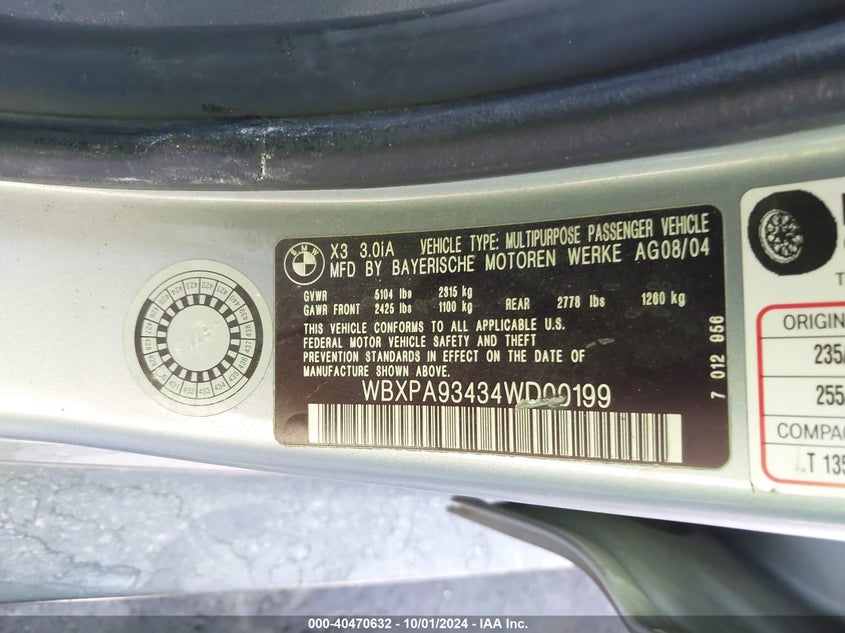 BMW
X3 3.0iA VEHICLE TYPE: MULTIPURPOSE PASSENGER VEHICLE
MFD BY BAYERISCHE MOTOREN WERKE AG08/04
GVWR 5104 lbs 2315 kg
GAWR FRONT 2425 lbs 1100 kg REAR 2778 lbs 1260 kg
THIS VEHICLE CONFORMS TO ALL APPLICABLE U.S.
FEDERAL MOTOR VEHICLE SAFETY AND THEFT
PREVENTION STANDARDS IN EFFECT ON THE DATE OF
MANUFACTURE SHOWN ABOVE.
WBXPA93434WD00199
7 012 956
ORIGIN
235/
255
COMPAC
T 135
000-40470632 - 10/01/2024 - IAA Inc.